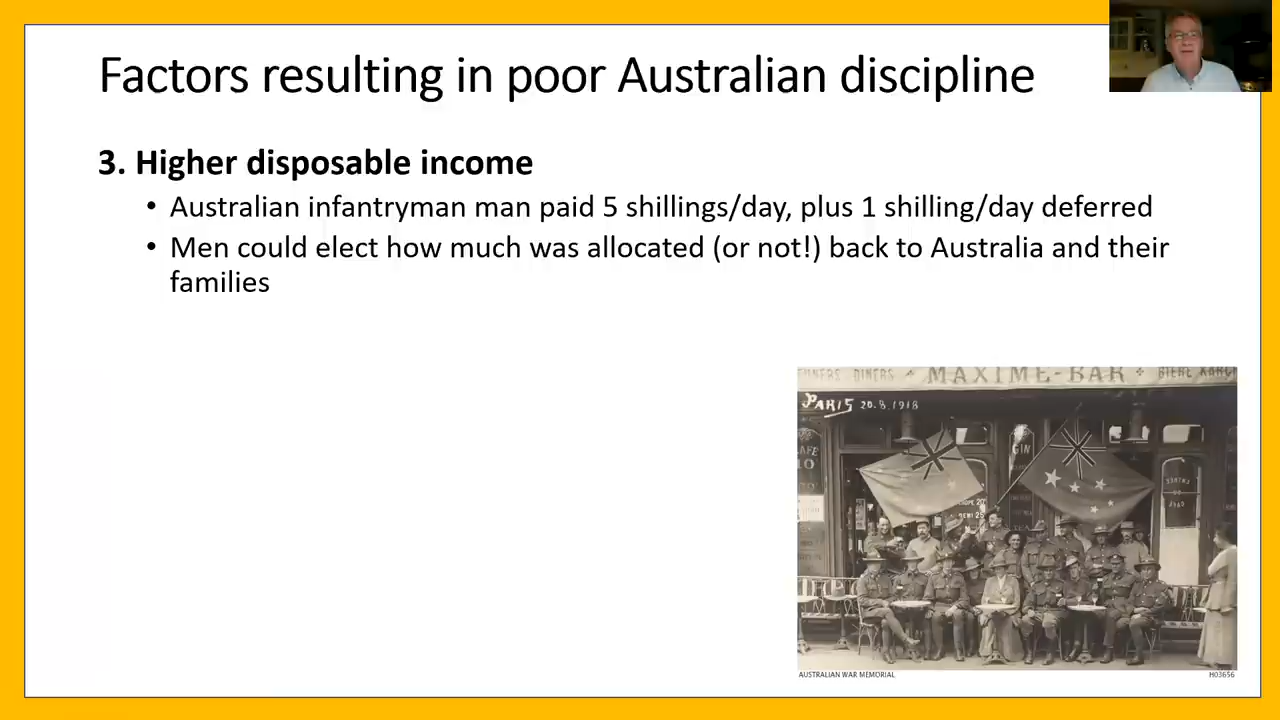 Factors resulting in poor Australian discipline
3. Higher disposable income
• Australian infantryman man paid 5 shillings/day, plus 1 shilling/day deferred
• Men could elect how much was allocated (or not!) back to Australia and their
families
DINERS ✦ MAXIME-BAR ✦ BIERE
PARIS 20.8.1918
GIN
AUSTRALIAN WAR MEMORIAL
H03656